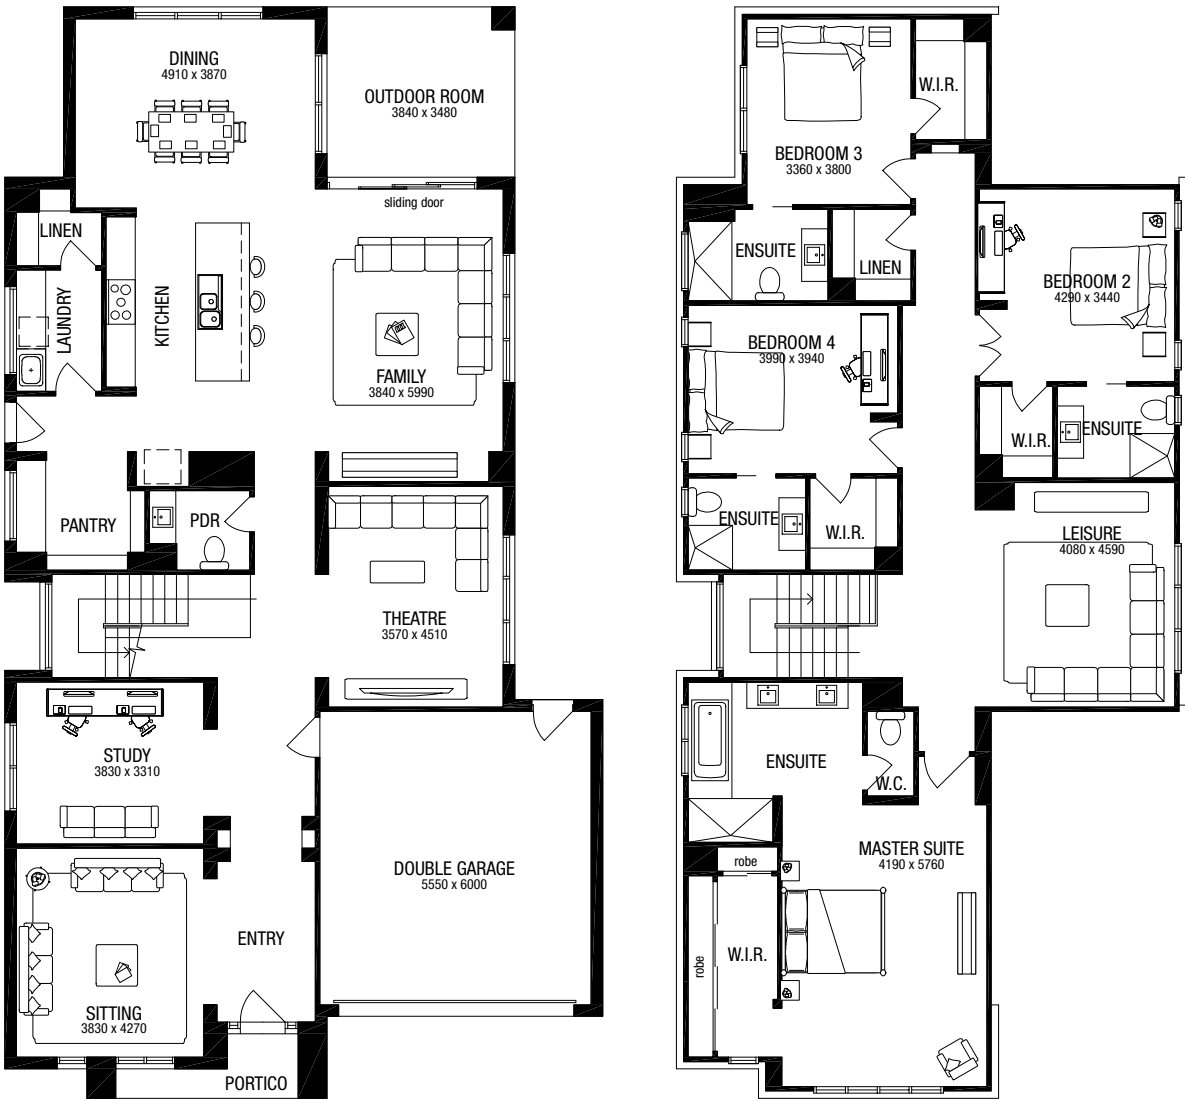 DINING
4910 x 3870
OUTDOOR ROOM
3840 x 3480
sliding door
LINEN
LAUNDRY
KITCHEN
FAMILY
3840 x 5990
PANTRY
PDR
THEATRE
3570 x 4510
STUDY
3830 x 3310
DOUBLE GARAGE
5550 x 6000
ENTRY
SITTING
3830 x 4270
PORTICO
W.I.R.
BEDROOM 3
3360 x 3800
ENSUITE
LINEN
BEDROOM 2
4290 x 3440
BEDROOM 4
3990 x 3940
W.I.R.
ENSUITE
ENSUITE
W.I.R.
LEISURE
4080 x 4590
ENSUITE
W.C.
MASTER SUITE
4190 x 5760
robe
W.I.R.
robe